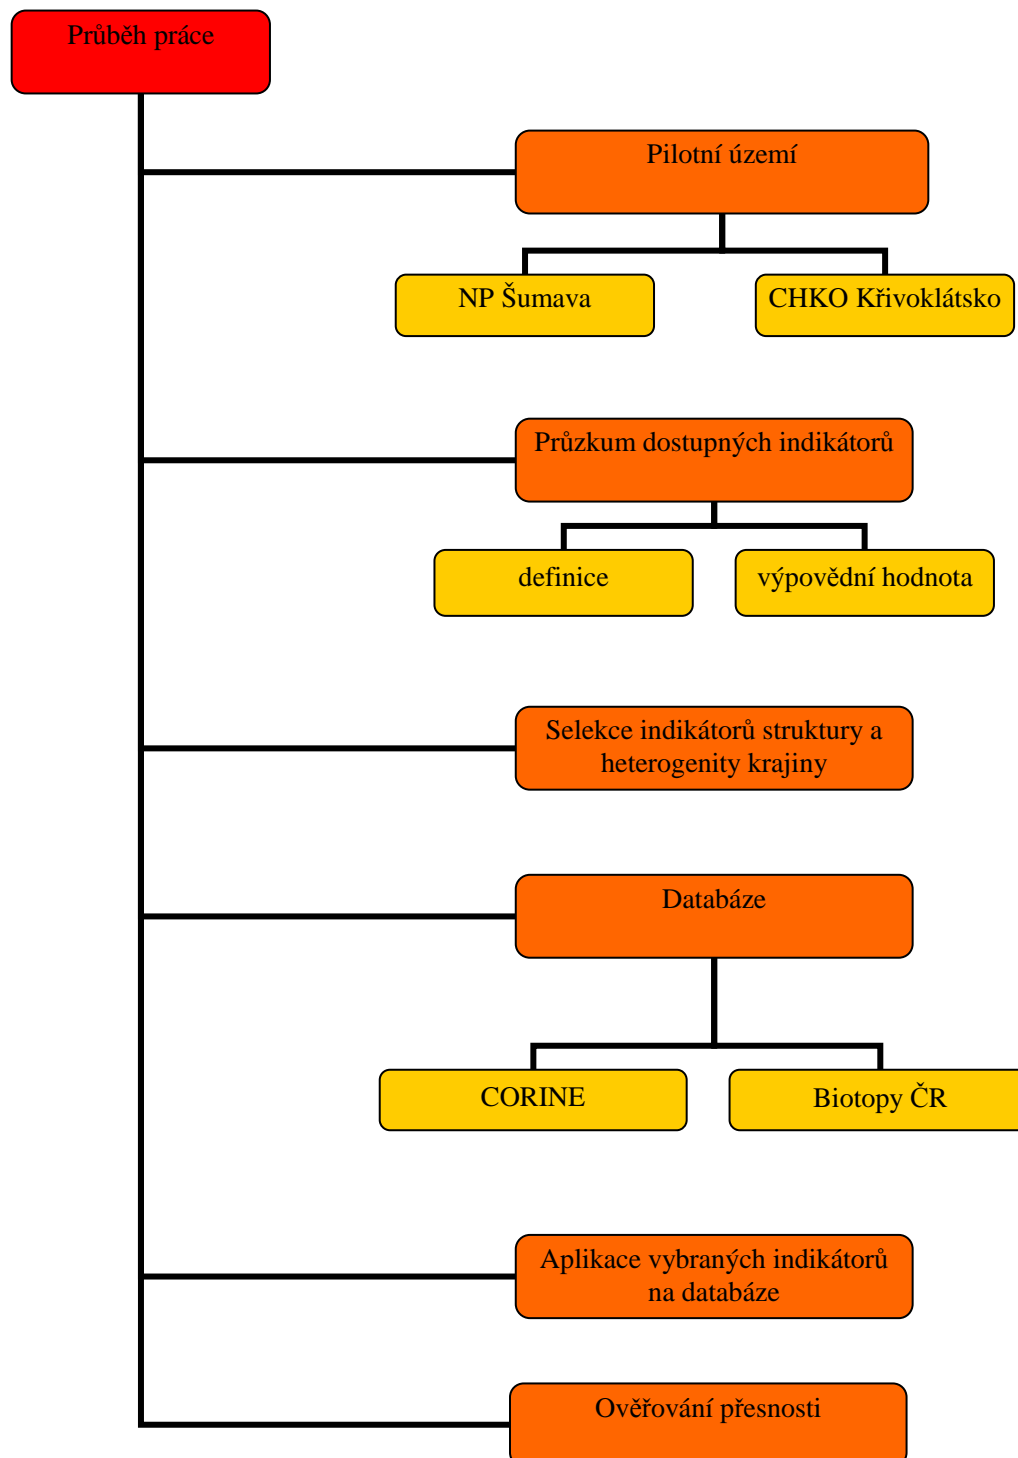 Průběh práce
Pilotní území
NP Šumava
CHKO Křivoklátsko
Průzkum dostupných indikátorů
definice
výpovědní hodnota
Selekce indikátorů struktury a
heterogenity krajiny
Databáze
CORINE
Biotopy ČR
Aplikace vybraných indikátorů
na databáze
Ověřování přesnosti